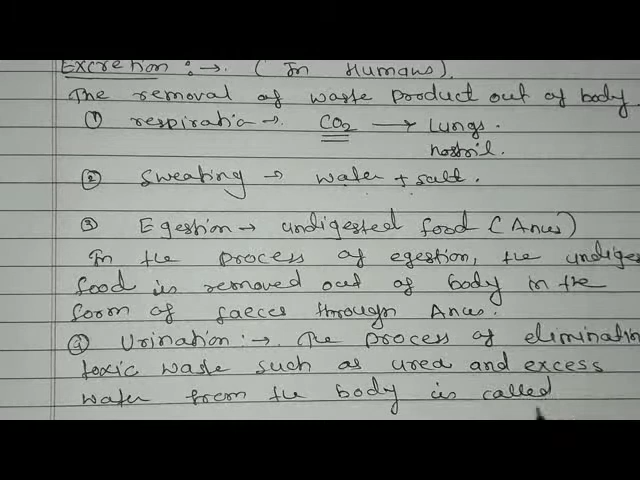 Excretion :→. (In Humans).
The removal of waste product out of body
① respiratio →. CO2 → Lungs.
nostril.
② Sweating → water + salt.
③ Egestion → undigested food (Anus)
In the process of egestion, the undiges
food is removed out of body in the
form of faeces through Anus.
④ Urination :→. The process of eliminatin
toxic waste such as urea and excess
water from the body is called